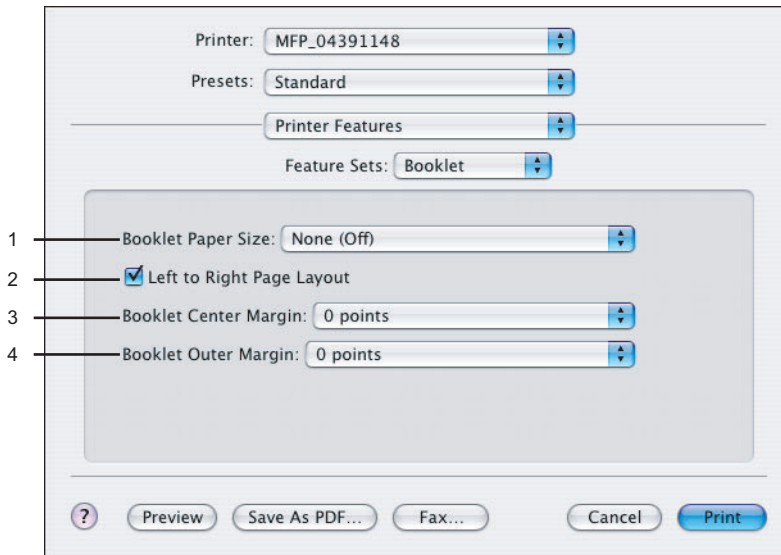 Printer: MFP_04391148
Presets: Standard
Printer Features
Feature Sets: Booklet
1 Booklet Paper Size: None (Off)
2 Left to Right Page Layout
3 Booklet Center Margin: 0 points
4 Booklet Outer Margin: 0 points
? Preview Save As PDF... Fax... Cancel Print